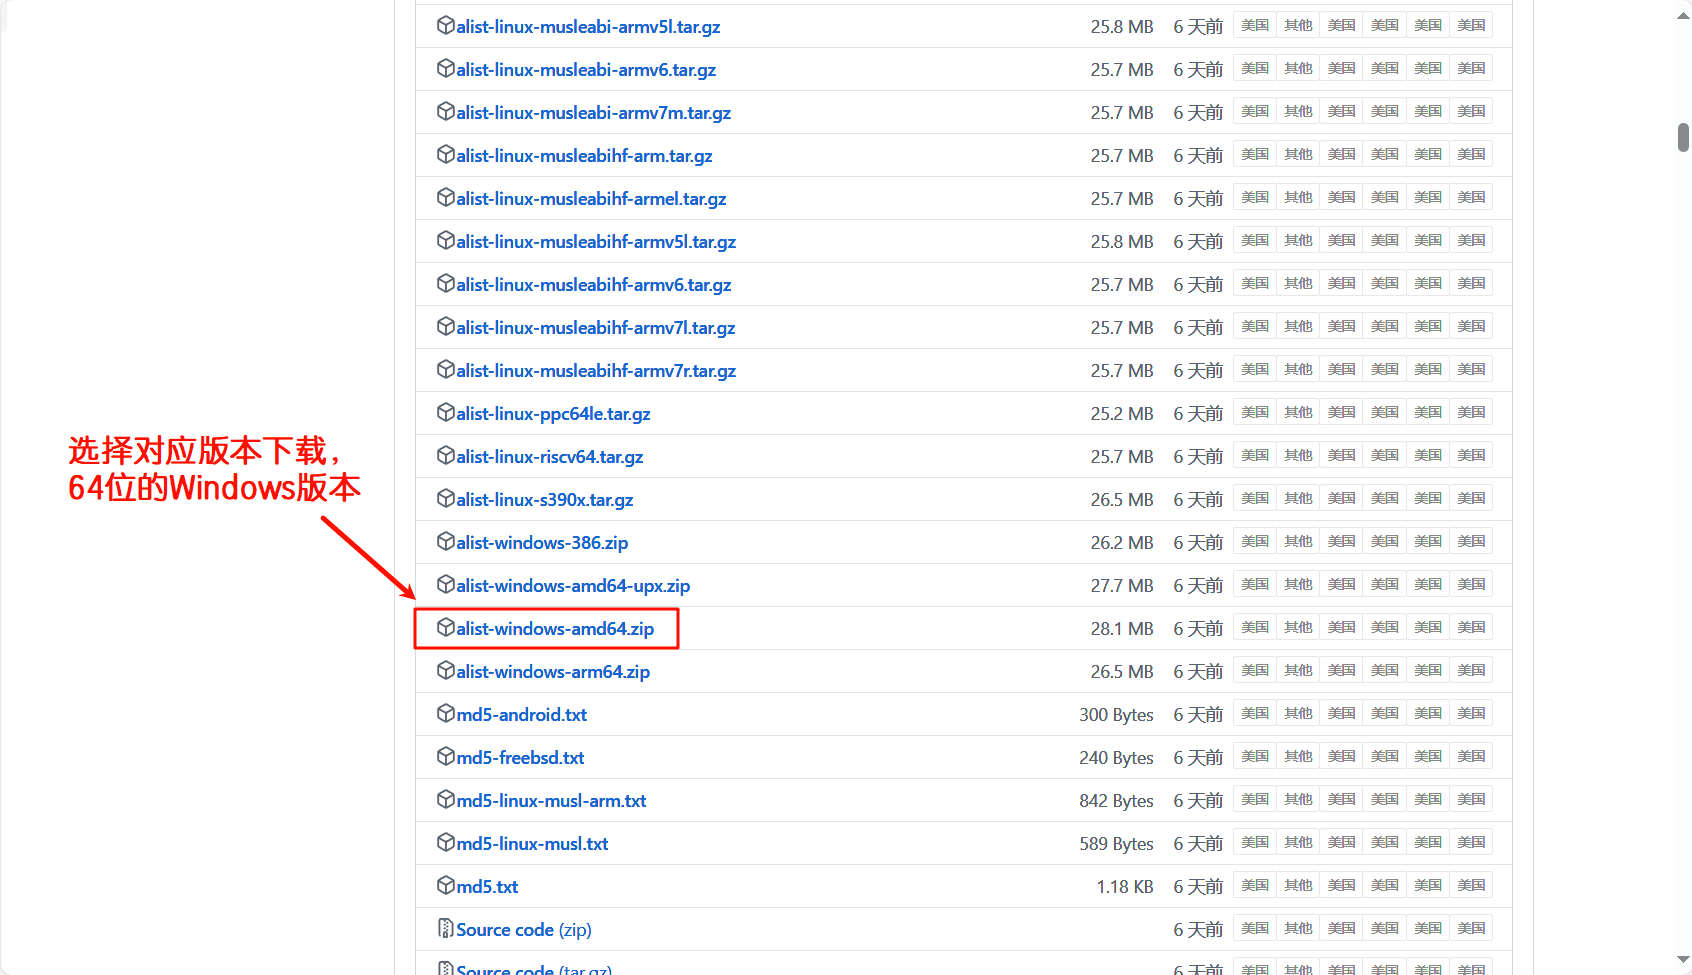 alist-linux-musleabi-armv5l.tar.gz 25.8 MB 6 天前 美国 其他 美国 美国 美国 美国
alist-linux-musleabi-armv6.tar.gz 25.7 MB 6 天前 美国 其他 美国 美国 美国 美国
alist-linux-musleabi-armv7m.tar.gz 25.7 MB 6 天前 美国 其他 美国 美国 美国 美国
alist-linux-musleabihf-arm.tar.gz 25.7 MB 6 天前 美国 其他 美国 美国 美国 美国
alist-linux-musleabihf-armel.tar.gz 25.7 MB 6 天前 美国 其他 美国 美国 美国 美国
alist-linux-musleabihf-armv5l.tar.gz 25.8 MB 6 天前 美国 其他 美国 美国 美国 美国
alist-linux-musleabihf-armv6.tar.gz 25.7 MB 6 天前 美国 其他 美国 美国 美国 美国
alist-linux-musleabihf-armv7l.tar.gz 25.7 MB 6 天前 美国 其他 美国 美国 美国 美国
alist-linux-musleabihf-armv7r.tar.gz 25.7 MB 6 天前 美国 其他 美国 美国 美国 美国
alist-linux-ppc64le.tar.gz 25.2 MB 6 天前 美国 其他 美国 美国 美国 美国
选择对应版本下载，
64位的Windows版本
alist-linux-riscv64.tar.gz 25.7 MB 6 天前 美国 其他 美国 美国 美国 美国
alist-linux-s390x.tar.gz 26.5 MB 6 天前 美国 其他 美国 美国 美国 美国
alist-windows-386.zip 26.2 MB 6 天前 美国 其他 美国 美国 美国 美国
alist-windows-amd64-upx.zip 27.7 MB 6 天前 美国 其他 美国 美国 美国 美国
alist-windows-amd64.zip 28.1 MB 6 天前 美国 其他 美国 美国 美国 美国
alist-windows-arm64.zip 26.5 MB 6 天前 美国 其他 美国 美国 美国 美国
md5-android.txt 300 Bytes 6 天前 美国 其他 美国 美国 美国 美国
md5-freebsd.txt 240 Bytes 6 天前 美国 其他 美国 美国 美国 美国
md5-linux-musl-arm.txt 842 Bytes 6 天前 美国 其他 美国 美国 美国 美国
md5-linux-musl.txt 589 Bytes 6 天前 美国 其他 美国 美国 美国 美国
md5.txt 1.18 KB 6 天前 美国 其他 美国 美国 美国 美国
Source code (zip) 6 天前 美国 其他 美国 美国 美国 美国
Source code (tar.gz) 6 天前 美国 其他 美国 美国 美国 美国